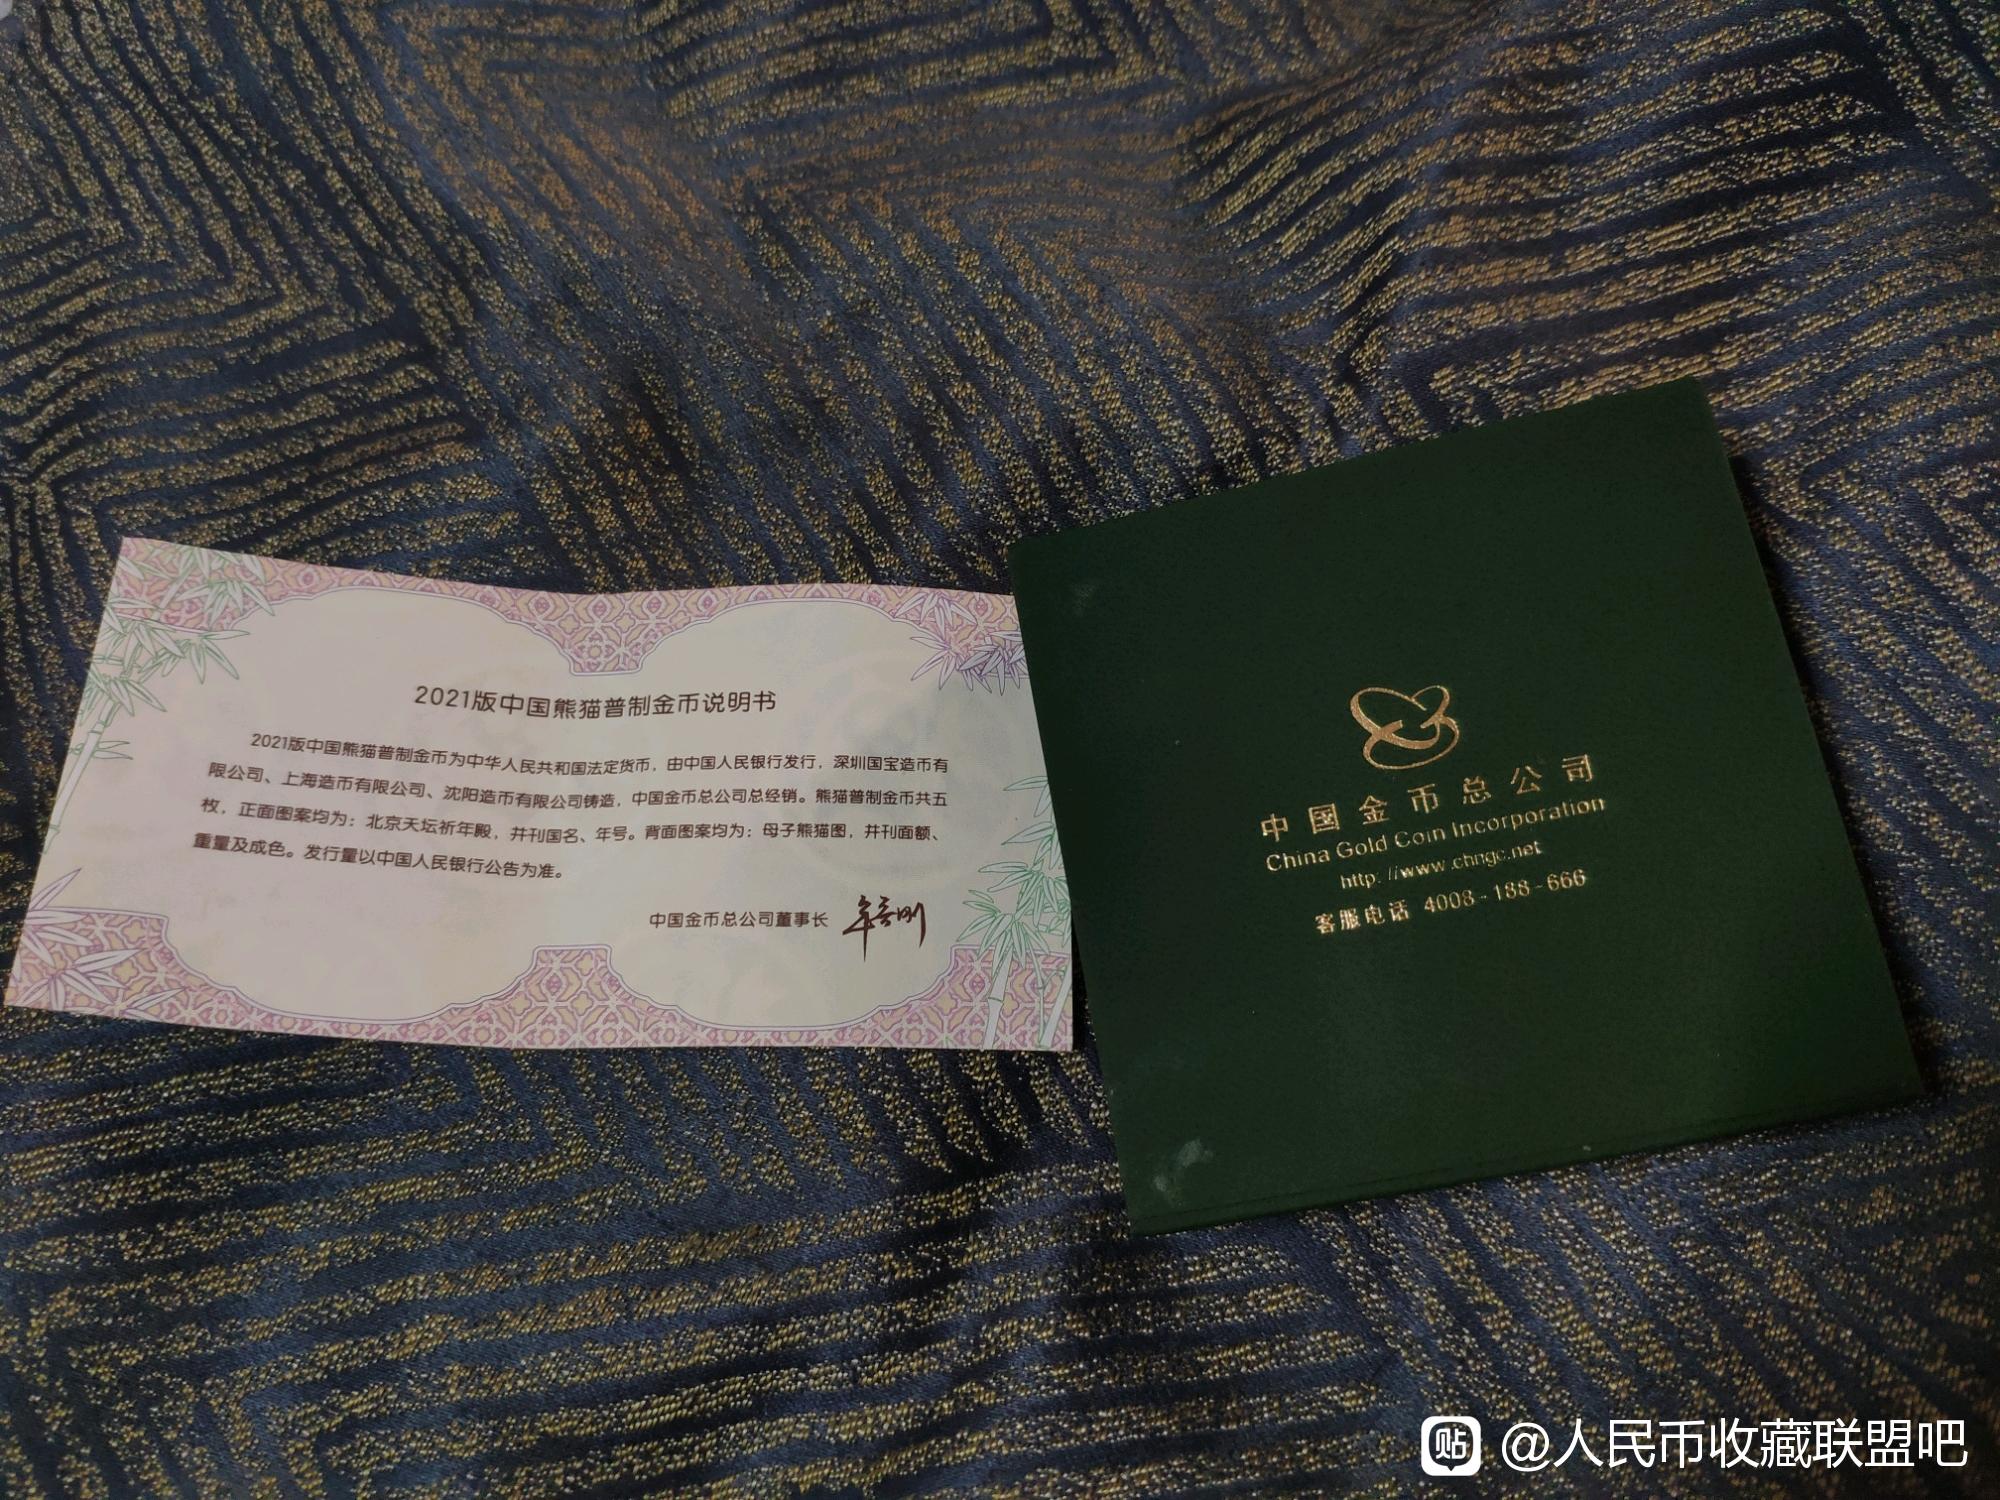 2021版中国熊猫普制金币说明书
2021版中国熊猫普制金币为中华人民共和国法定货币，由中国人民银行发行，深圳国宝造币有
限公司、上海造币有限公司、沈阳造币有限公司铸造，中国金币总公司总经销。熊猫普制金币共五
枚，正面图案均为：北京天坛祈年殿，并刊国名、年号。背面图案均为：母子熊猫图，并刊面额、
重量及成色。发行量以中国人民银行公告为准。
中国金币总公司董事长
中国金币总公司
China Gold Coin Incorporation
http://www.chngc.net
客服电话 4008-188-666
贴 @人民币收藏联盟吧